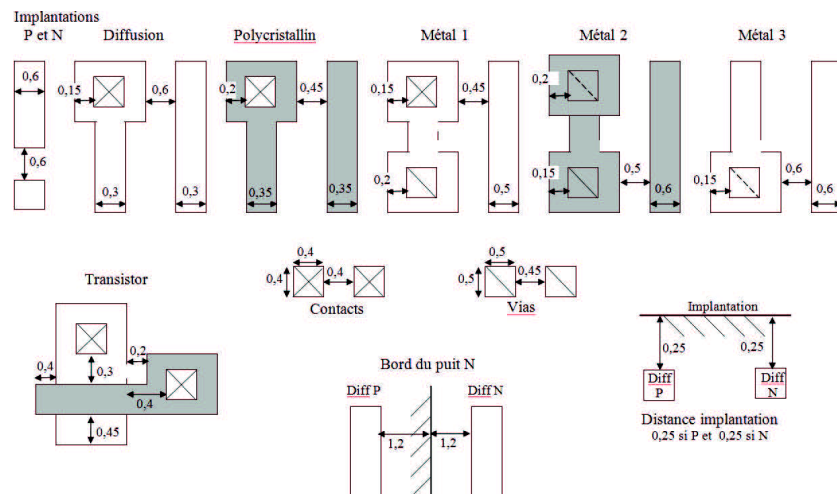 Implantations
P et N
Diffusion
Polycristallin
Métal 1
Métal 2
Métal 3
0,6
0,6
0,15
0,6
0,3
0,3
0,2
0,45
0,35
0,35
0,15
0,45
0,2
0,5
0,2
0,15
0,5
0,6
0,15
0,6
0,6
Transistor
0,4
0,2
0,3
0,4
0,45
0,4
0,4
0,4
Contacts
0,5
0,5
0,45
Vias
Bord du puit N
Diff P
Diff N
1,2
1,2
Implantation
0,25
0,25
Diff
P
Diff
N
Distance implantation
0,25 si P et 0,25 si N